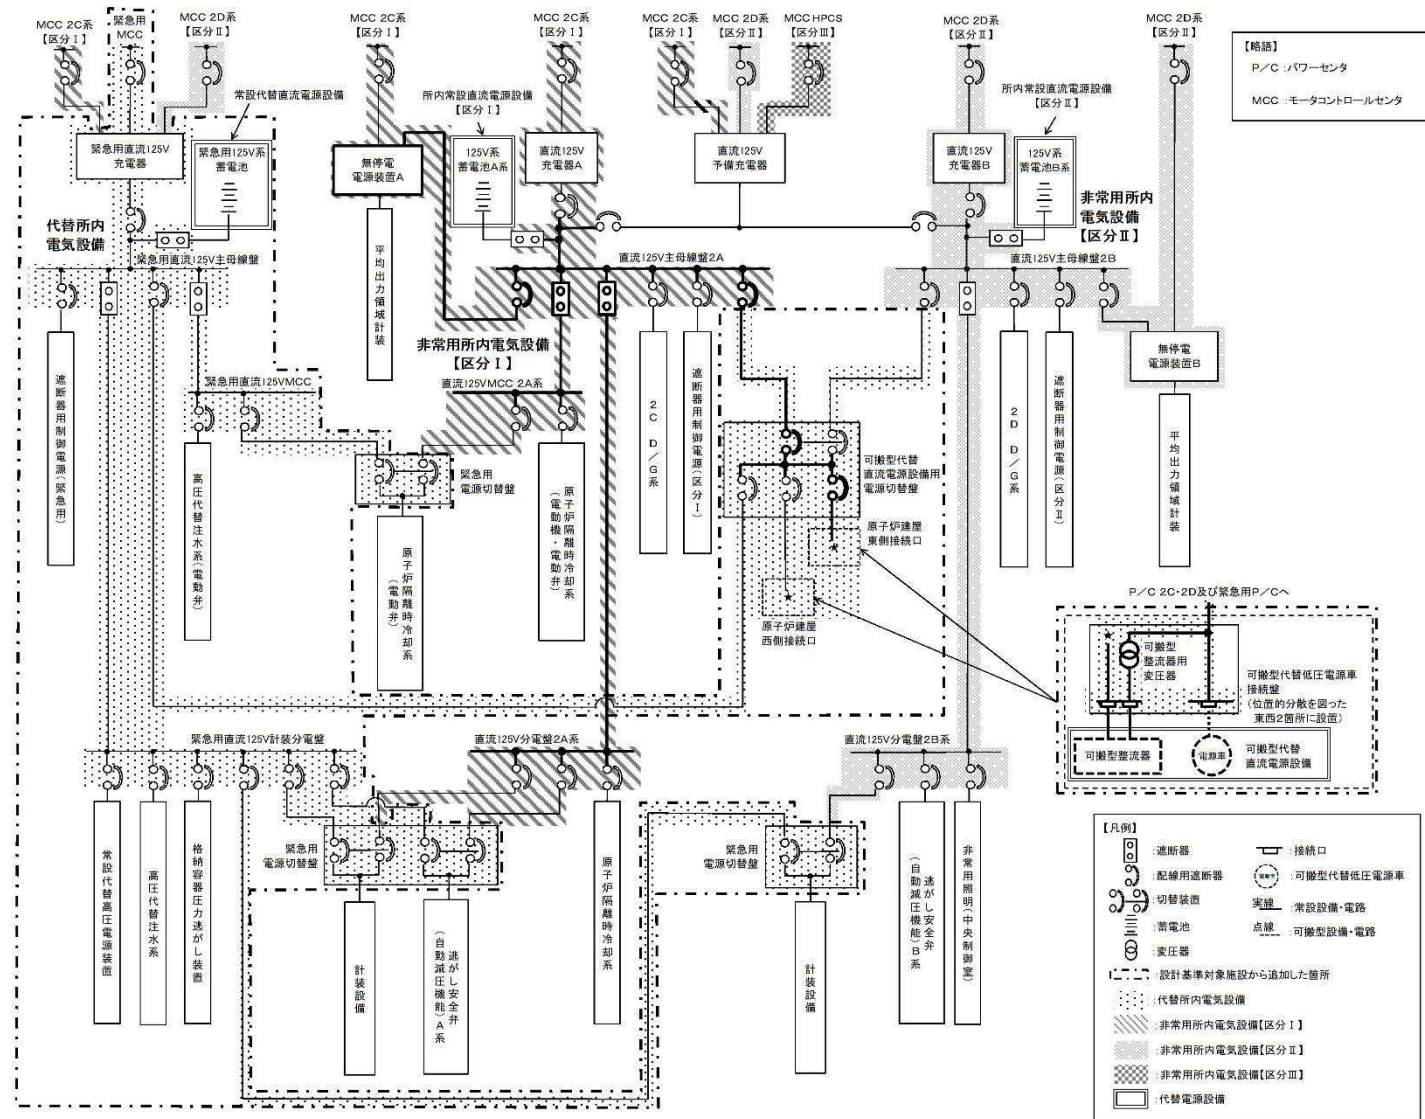 MCC 2C系
【区分Ⅰ】
緊急用
MCC
MCC 2D系
【区分Ⅱ】
MCC 2C系
【区分Ⅰ】
MCC 2C系
【区分Ⅰ】
MCC 2C系
【区分Ⅰ】
MCC 2D系
【区分Ⅱ】
MCC HPCS
【区分Ⅲ】
MCC 2D系
【区分Ⅱ】
MCC 2D系
【区分Ⅱ】
【略語】
P/C :パワーセンタ
MCC :モータコントロールセンタ
常設代替直流電源設備
所内常設直流電源設備
【区分Ⅰ】
所内常設直流電源設備
【区分Ⅱ】
緊急用直流125V
充電器
緊急用125V系
蓄電池
無停電
電源装置A
125V系
蓄電池A系
直流125V
充電器A
直流125V
予備充電器
直流125V
充電器B
125V系
蓄電池B系
代替所内
電気設備
非常用所内
電気設備
【区分Ⅱ】
緊急用直流125V主母線盤
平均出力領域計装
直流125V主母線盤2A
直流125V主母線盤2B
非常用所内電気設備
【区分Ⅰ】
無停電
電源装置B
遮断器用制御電源(緊急用)
緊急用直流125VMCC
直流125VMCC 2A系
2C D/G系
遮断器用制御電源(区分Ⅰ)
2D D/G系
遮断器用制御電源(区分Ⅱ)
平均出力領域計装
高圧代替注水系(電動弁)
緊急用
電源切替盤
原子炉隔離時冷却系
(電動弁)
原子炉隔離時冷却系
(電動機・電動弁)
可搬型代替
直流電源設備用
電源切替盤
原子炉建屋
東側接続口
原子炉建屋
西側接続口
P/C 2C・2D及び緊急用P/Cへ
可搬型
整流器用
変圧器
可搬型代替低圧電源車
接続盤
(位置的分散を図った
東西2箇所に設置)
可搬型整流器
電源車
可搬型代替
直流電源設備
緊急用直流125V計装分電盤
直流125V分電盤2A系
直流125V分電盤2B系
緊急用
電源切替盤
緊急用
電源切替盤
常設代替高圧電源装置
高圧代替注水系
格納容器圧力逃がし装置
計装設備
逃がし安全弁
(自動減圧機能)A系
原子炉隔離時冷却系
計装設備
逃がし安全弁
(自動減圧機能)B系
非常用照明(中央制御室)
【凡例】
:遮断器
:接続口
:配線用遮断器
:可搬型代替低圧電源車
:切替装置
実線
:常設設備・電路
:蓄電池
点線
:可搬型設備・電路
:変圧器
:設計基準対象施設から追加した箇所
:代替所内電気設備
:非常用所内電気設備【区分Ⅰ】
:非常用所内電気設備【区分Ⅱ】
:非常用所内電気設備【区分Ⅲ】
:代替電源設備